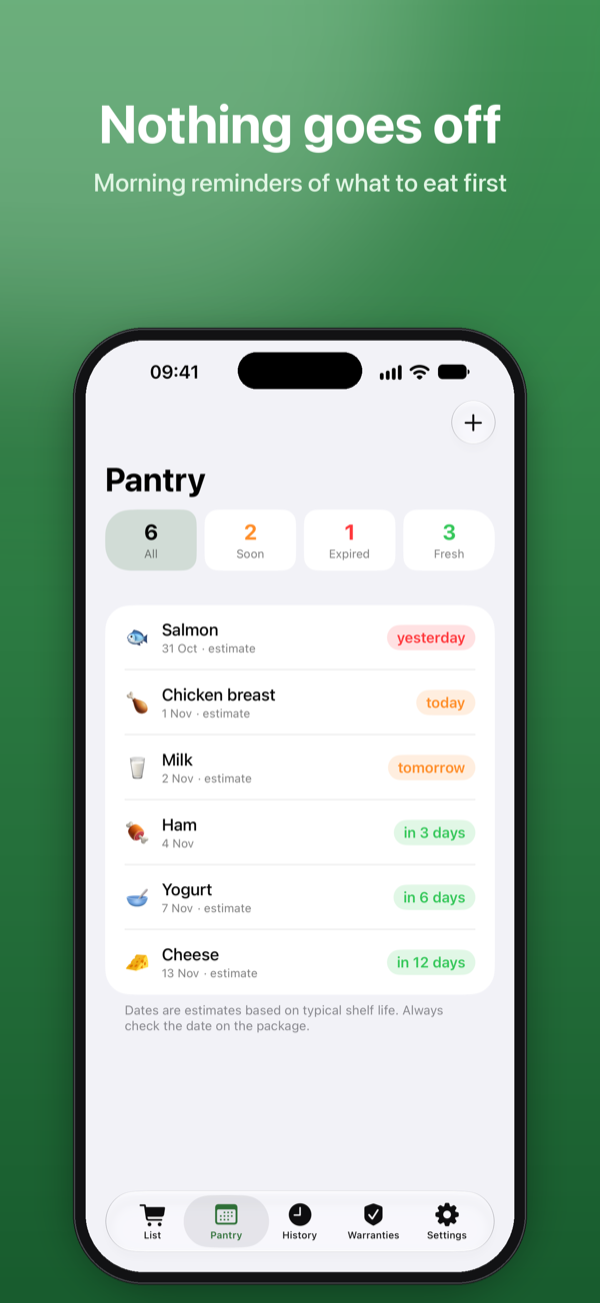 Nothing goes off
Morning reminders of what to eat first
09:41
Pantry
6
All
2
Soon
1
Expired
3
Fresh
Salmon
31 Oct · estimate
yesterday
Chicken breast
1 Nov · estimate
today
Milk
2 Nov · estimate
tomorrow
Ham
4 Nov
in 3 days
Yogurt
7 Nov · estimate
in 6 days
Cheese
13 Nov · estimate
in 12 days
Dates are estimates based on typical shelf life. Always
check the date on the package.
List
Pantry
History
Warranties
Settings